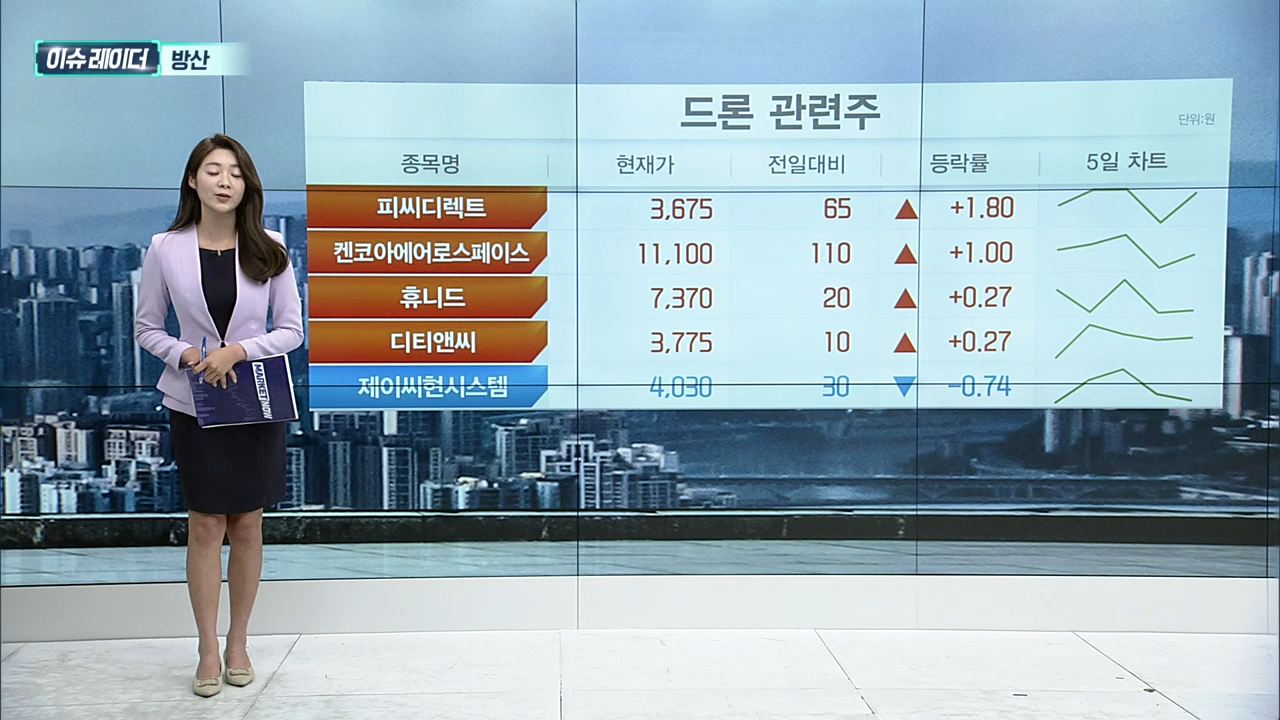 이슈레이더 방산
드론 관련주
단위:원
종목명 현재가 전일대비 등락률 5일 차트
피씨디렉트 3,675 65 ▲ +1.80
켄코아에어로스페이스 11,100 110 ▲ +1.00
휴니드 7,370 20 ▲ +0.27
디티앤씨 3,775 10 ▲ +0.27
제이씨현시스템 4,030 30 ▼ -0.74
MARKETNOW